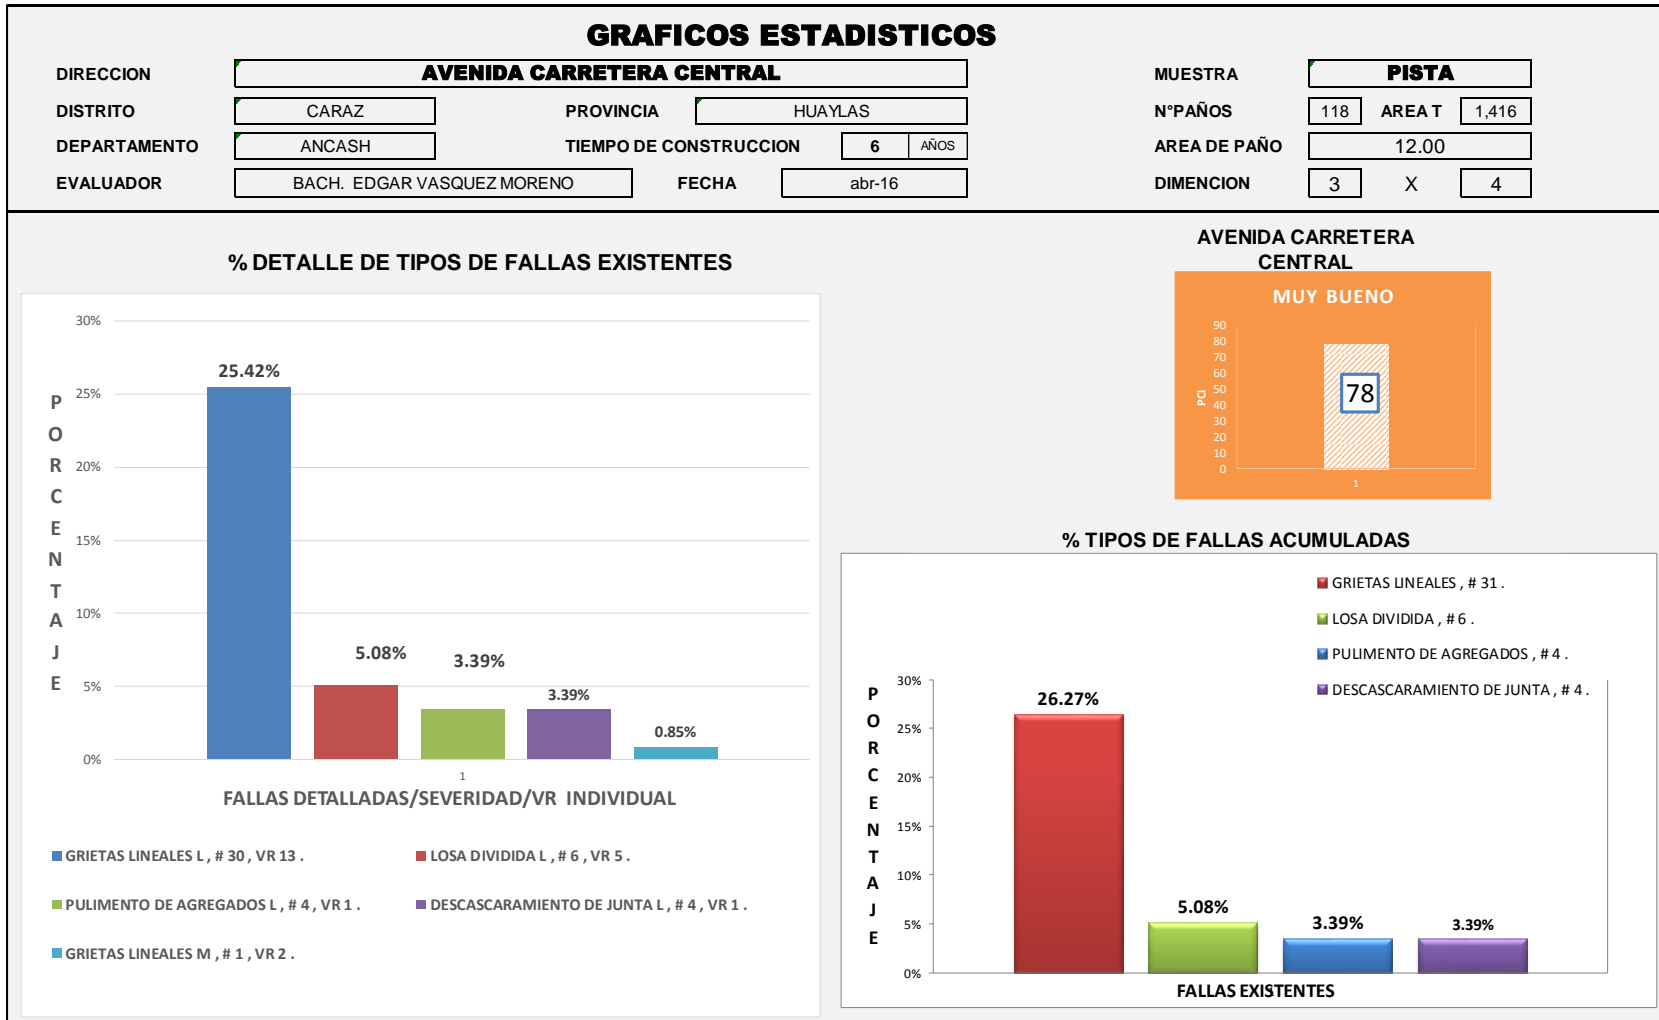 GRAFICOS ESTADISTICOS
DIRECCION AVENIDA CARRETERA CENTRAL MUESTRA PISTA
DISTRITO CARAZ PROVINCIA HUAYLAS N°PAÑOS 118 AREA T 1,416
DEPARTAMENTO ANCASH TIEMPO DE CONSTRUCCION 6 AÑOS AREA DE PAÑO 12.00
EVALUADOR BACH. EDGAR VASQUEZ MORENO FECHA abr-16 DIMENCION 3 X 4
% DETALLE DE TIPOS DE FALLAS EXISTENTES
PORCENTAJE
30%
25%
20%
15%
10%
5%
0%
25.42%
5.08%
3.39%
3.39%
0.85%
1
FALLAS DETALLADAS/SEVERIDAD/VR INDIVIDUAL
GRIETAS LINEALES L , # 30 , VR 13 .
LOSA DIVIDIDA L , # 6 , VR 5 .
PULIMENTO DE AGREGADOS L , # 4 , VR 1 .
DESCASCARAMIENTO DE JUNTA L , # 4 , VR 1 .
GRIETAS LINEALES M , # 1 , VR 2 .
AVENIDA CARRETERA
CENTRAL
MUY BUENO
PCI
90
80
70
60
50
40
30
20
10
0
78
1
% TIPOS DE FALLAS ACUMULADAS
GRIETAS LINEALES , # 31 .
LOSA DIVIDIDA , # 6 .
PULIMENTO DE AGREGADOS , # 4 .
DESCASCARAMIENTO DE JUNTA , # 4 .
PORCENTAJE
30%
25%
20%
15%
10%
5%
0%
26.27%
5.08%
3.39%
3.39%
FALLAS EXISTENTES